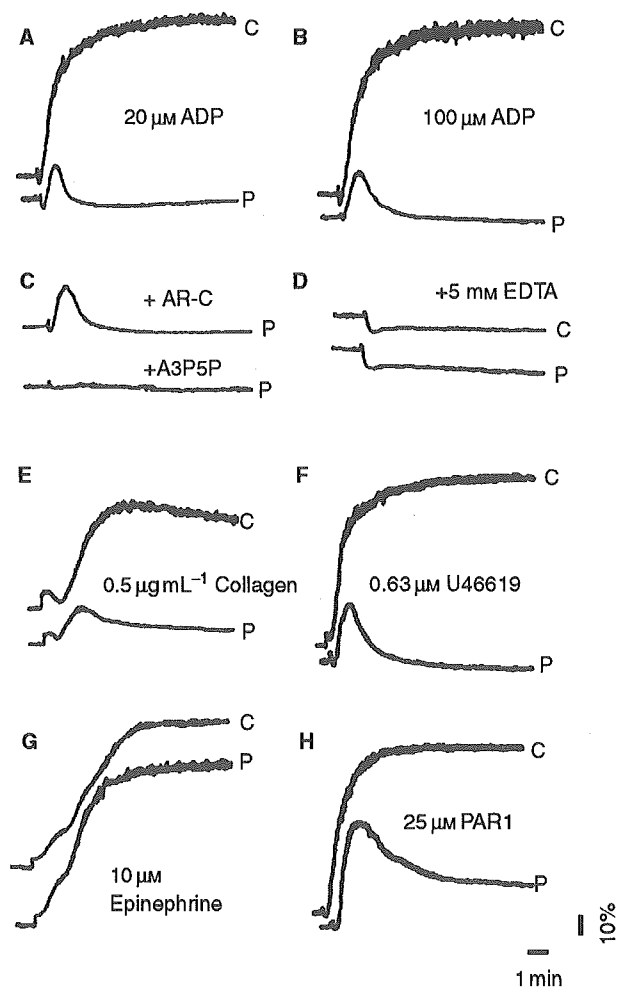 A
C
20 µM ADP
P
B
C
100 µM ADP
P
C
+ AR-C
P
+A3P5P
P
D
+5 mM EDTA
C
P
E
C
0.5 µg mL⁻¹ Collagen
P
F
C
0.63 µM U46619
P
G
C
P
10 µM
Epinephrine
H
C
25 µM PAR1
P
10%
1 min